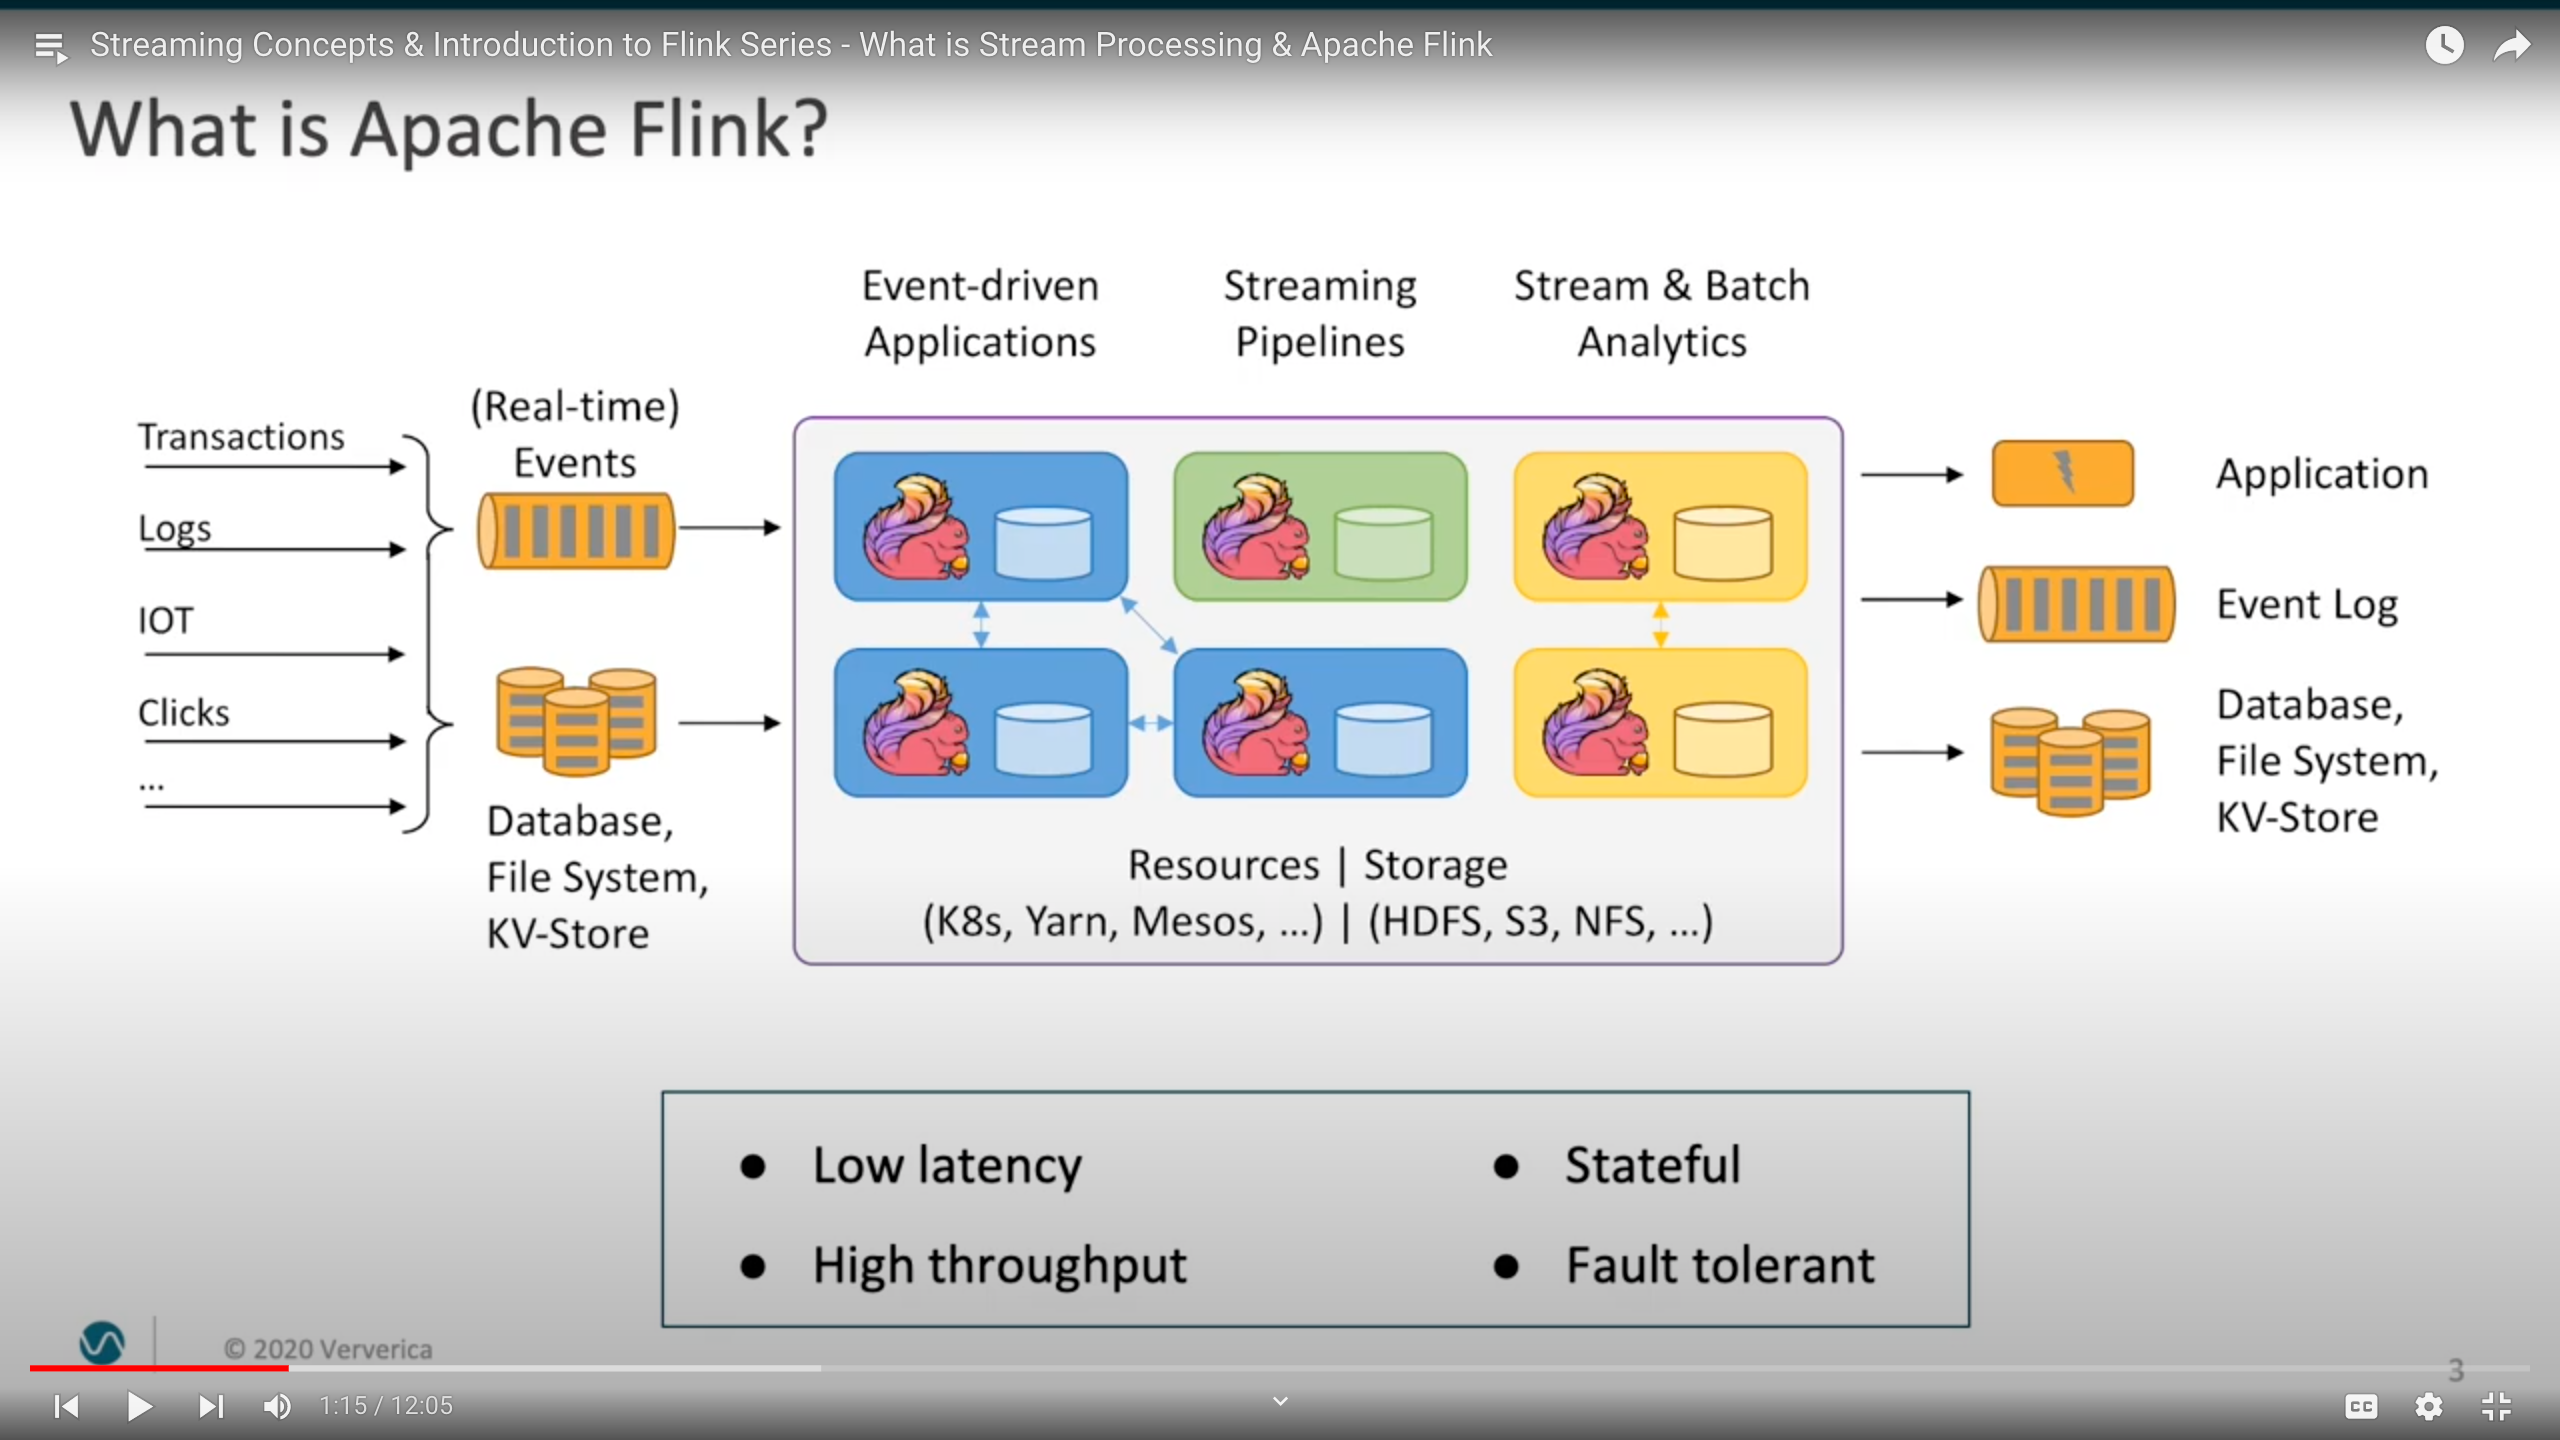 Streaming Concepts & Introduction to Flink Series - What is Stream Processing & Apache Flink
What is Apache Flink?
Event-driven
Applications
Streaming
Pipelines
Stream & Batch
Analytics
Transactions
Logs
IOT
Clicks
...
(Real-time)
Events
Database,
File System,
KV-Store
Resources | Storage
(K8s, Yarn, Mesos, ...) | (HDFS, S3, NFS, ...)
Application
Event Log
Database,
File System,
KV-Store
● Low latency
● High throughput
● Stateful
● Fault tolerant
© 2020 Ververica
3
1:15 / 12:05
CC